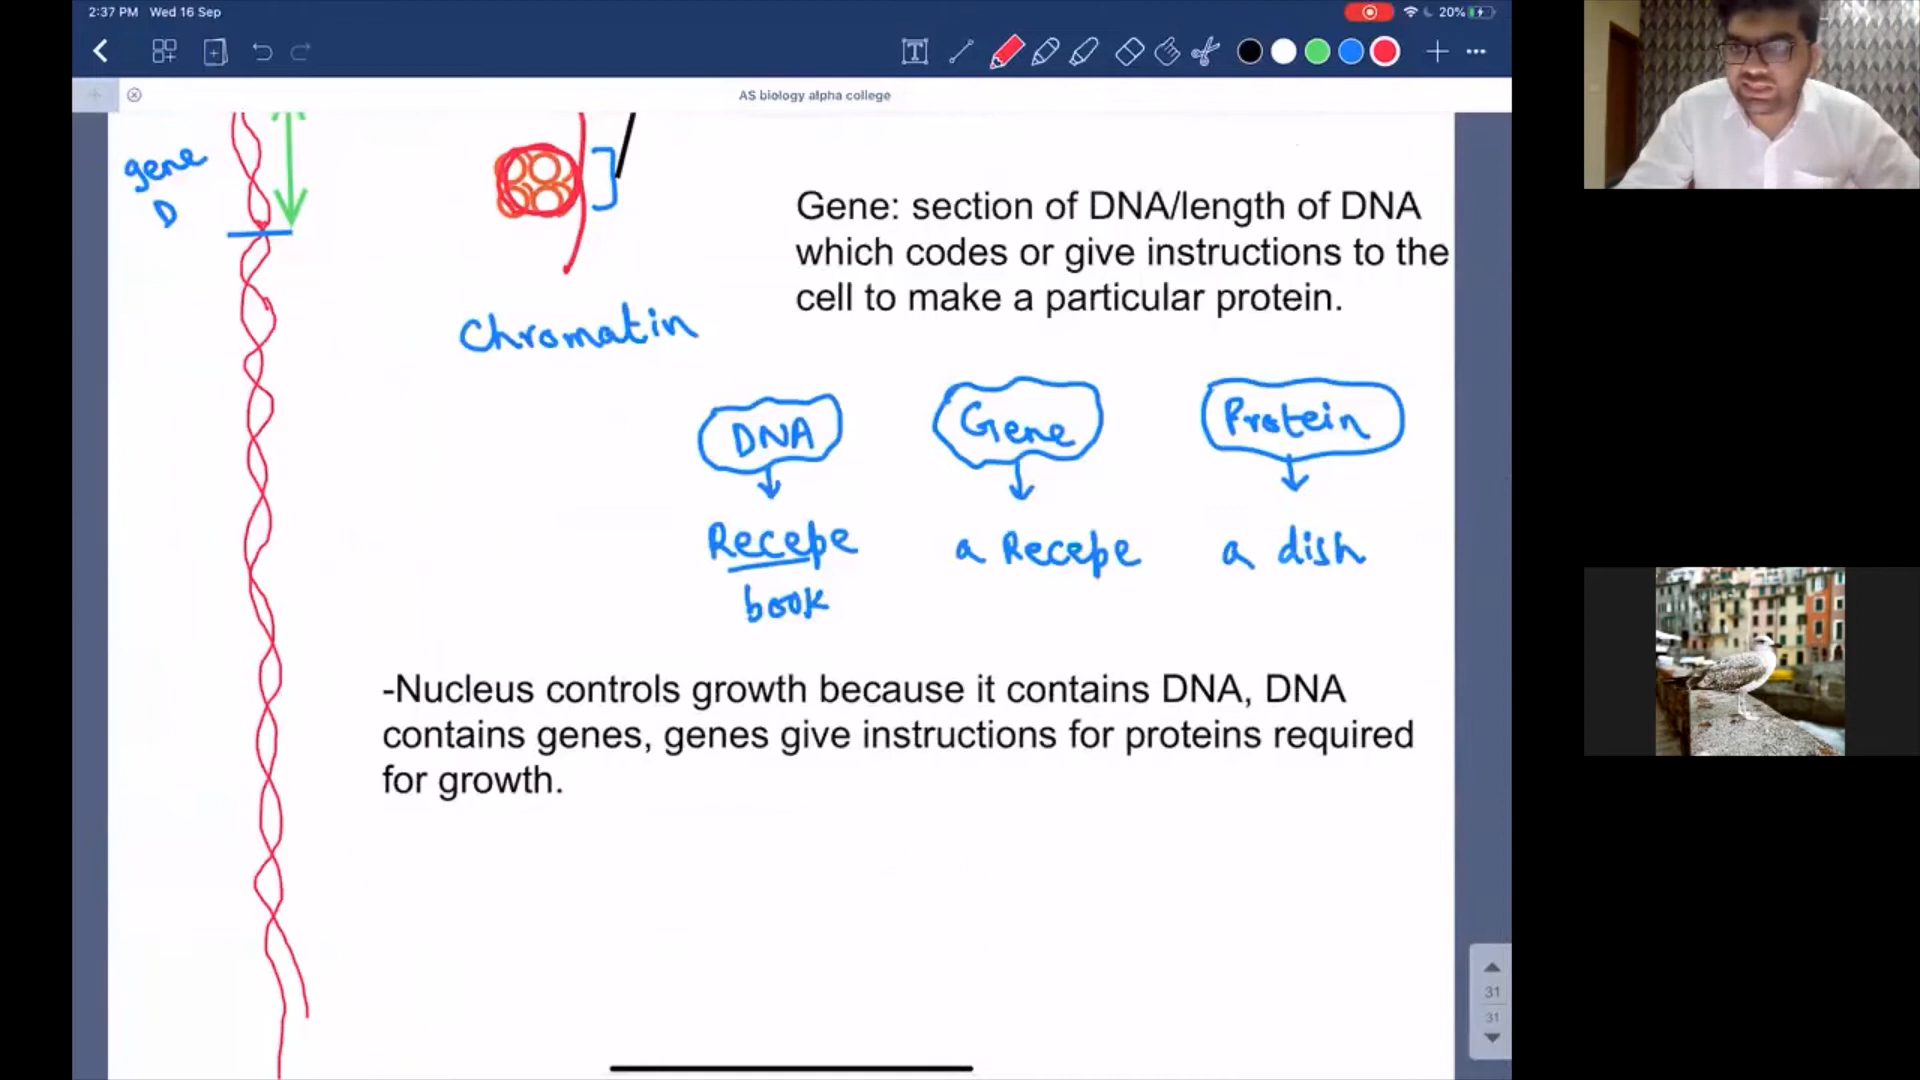 2:37 PM Wed 16 Sep
20%
T
AS biology alpha college
gene
D
Chromatin
Gene: section of DNA/length of DNA
which codes or give instructions to the
cell to make a particular protein.
DNA Gene Protein
Recepe a Recepe a dish
book
-Nucleus controls growth because it contains DNA, DNA
contains genes, genes give instructions for proteins required
for growth.
31
31